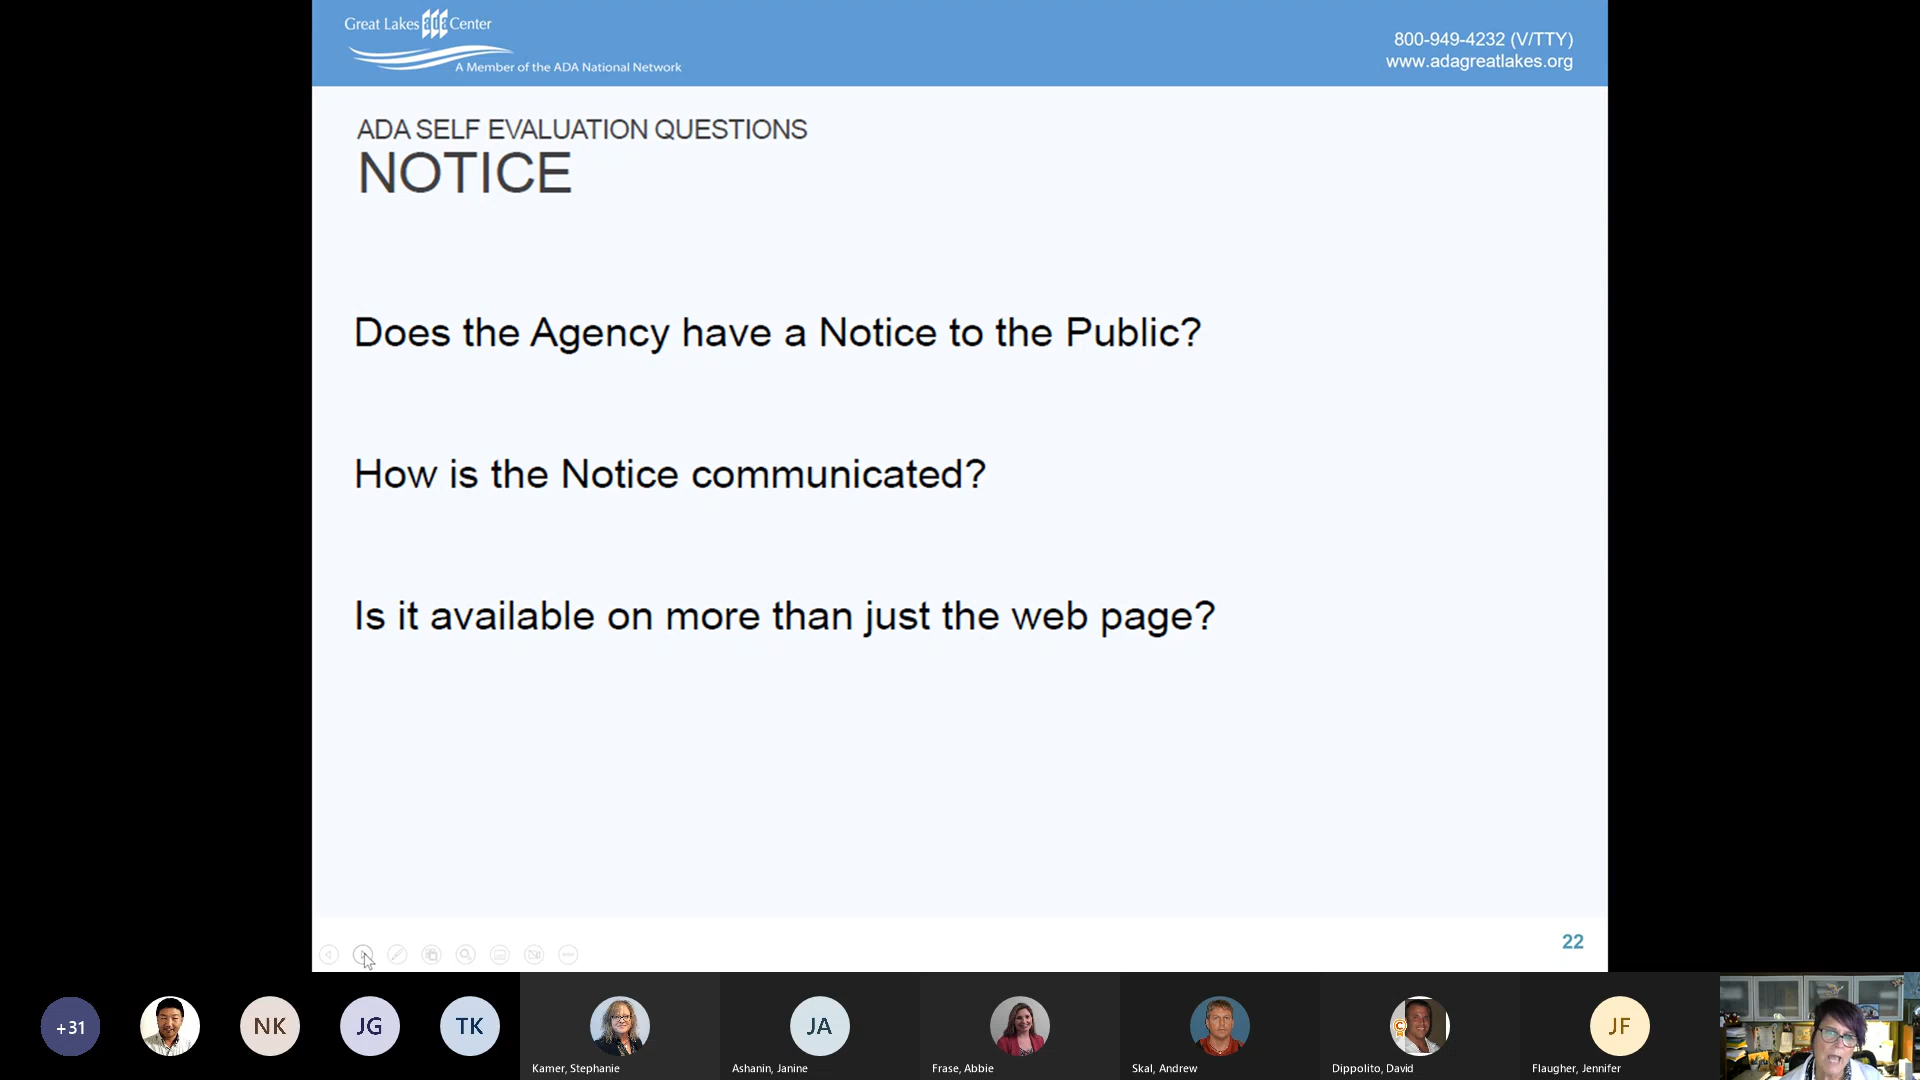 Great Lakes ada Center
A Member of the ADA National Network
800-949-4232 (V/TTY)
www.adagreatlakes.org
ADA SELF EVALUATION QUESTIONS
NOTICE
Does the Agency have a Notice to the Public?
How is the Notice communicated?
Is it available on more than just the web page?
22
+31
NK
JG
TK
Kamer, Stephanie
JA
Ashanin, Janine
Frase, Abbie
Skal, Andrew
Dippolito, David
JF
Flaugher, Jennifer